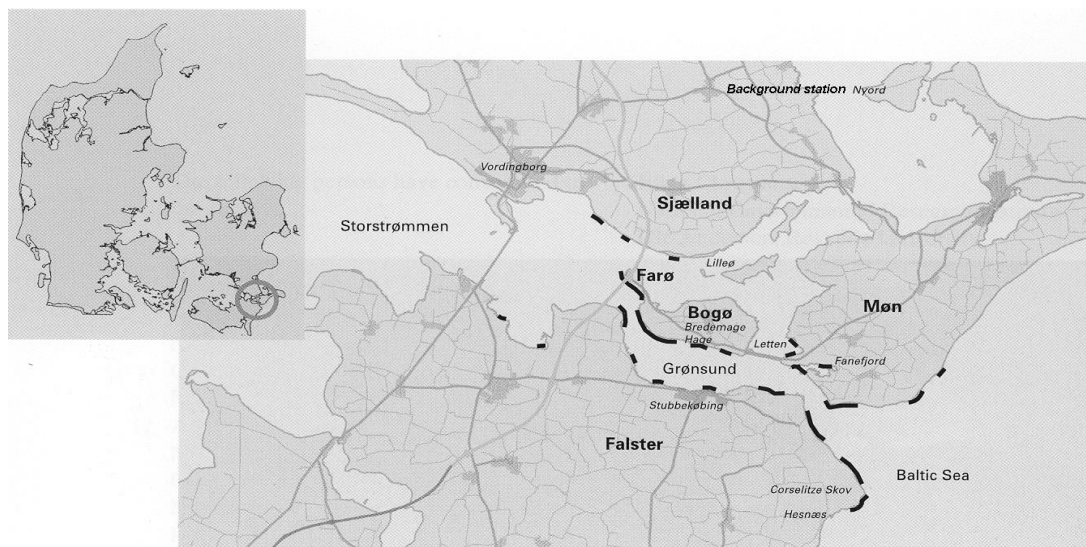 Background station Nyord
Vordingborg
Sjælland
Storstrømmen
Lilleø
Farø
Bogø
Møn
Bredemage
Hage
Letten
Fanefjord
Grønsund
Stubbekøbing
Falster
Baltic Sea
Corselitze Skov
Hesnæs